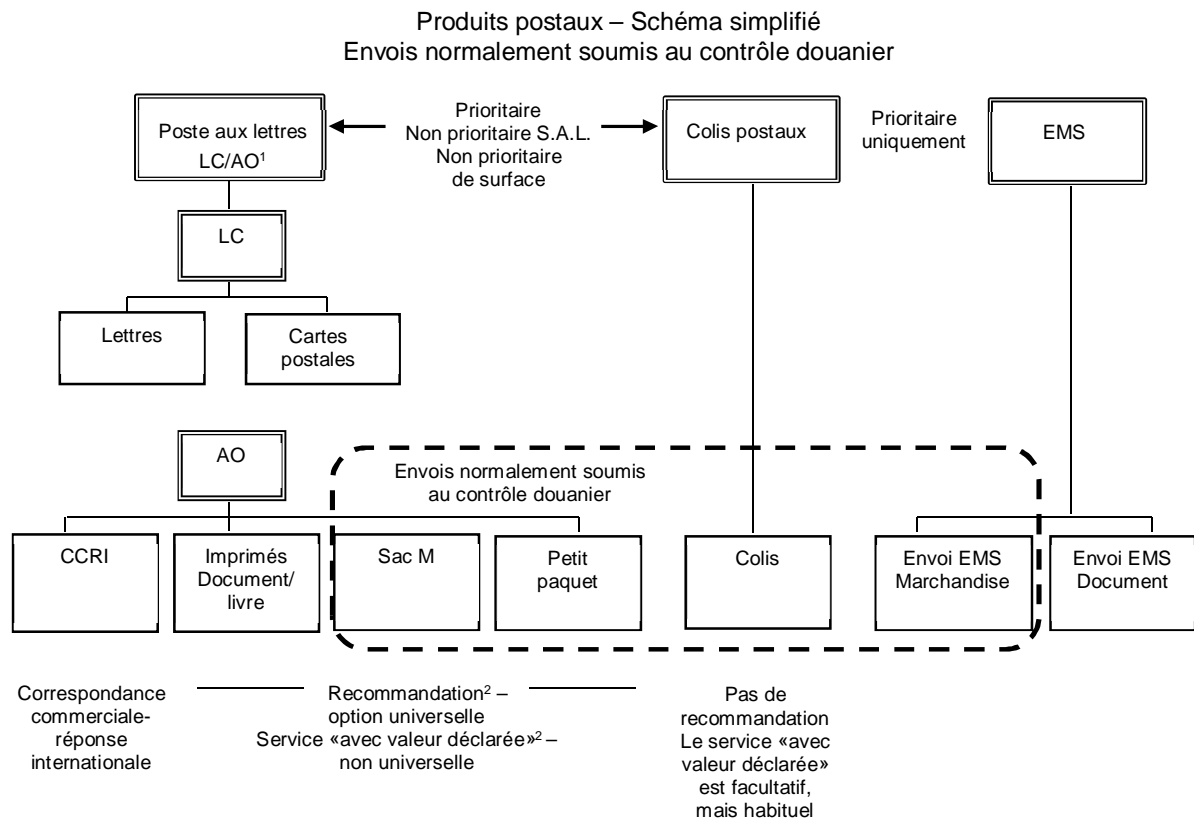 Produits postaux – Schéma simplifié
Envois normalement soumis au contrôle douanier
Poste aux lettres
LC/AO¹
Prioritaire
Non prioritaire S.A.L.
Non prioritaire
de surface
Colis postaux
Prioritaire
uniquement
EMS
LC
Lettres
Cartes
postales
AO
Envois normalement soumis
au contrôle douanier
CCRI
Imprimés
Document/
livre
Sac M
Petit
paquet
Colis
Envoi EMS
Marchandise
Envoi EMS
Document
Correspondance
commerciale-
réponse
internationale
Recommandation² –
option universelle
Service «avec valeur déclarée»² –
non universelle
Pas de
recommandation
Le service «avec
valeur déclarée»
est facultatif,
mais habituel